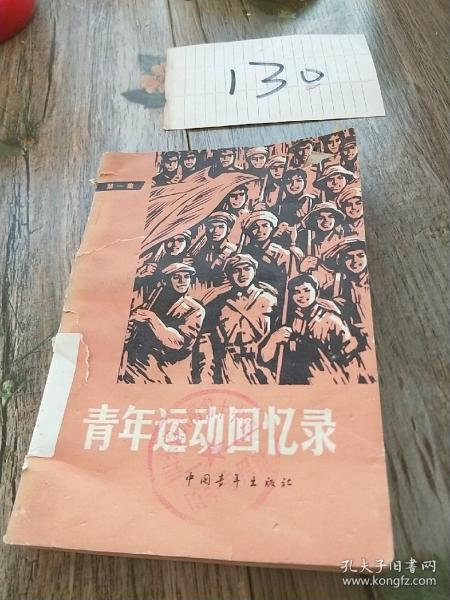 130
第一集
青年运动回忆录
中国青年出版社
孔夫子旧书网
www.kongfz.com